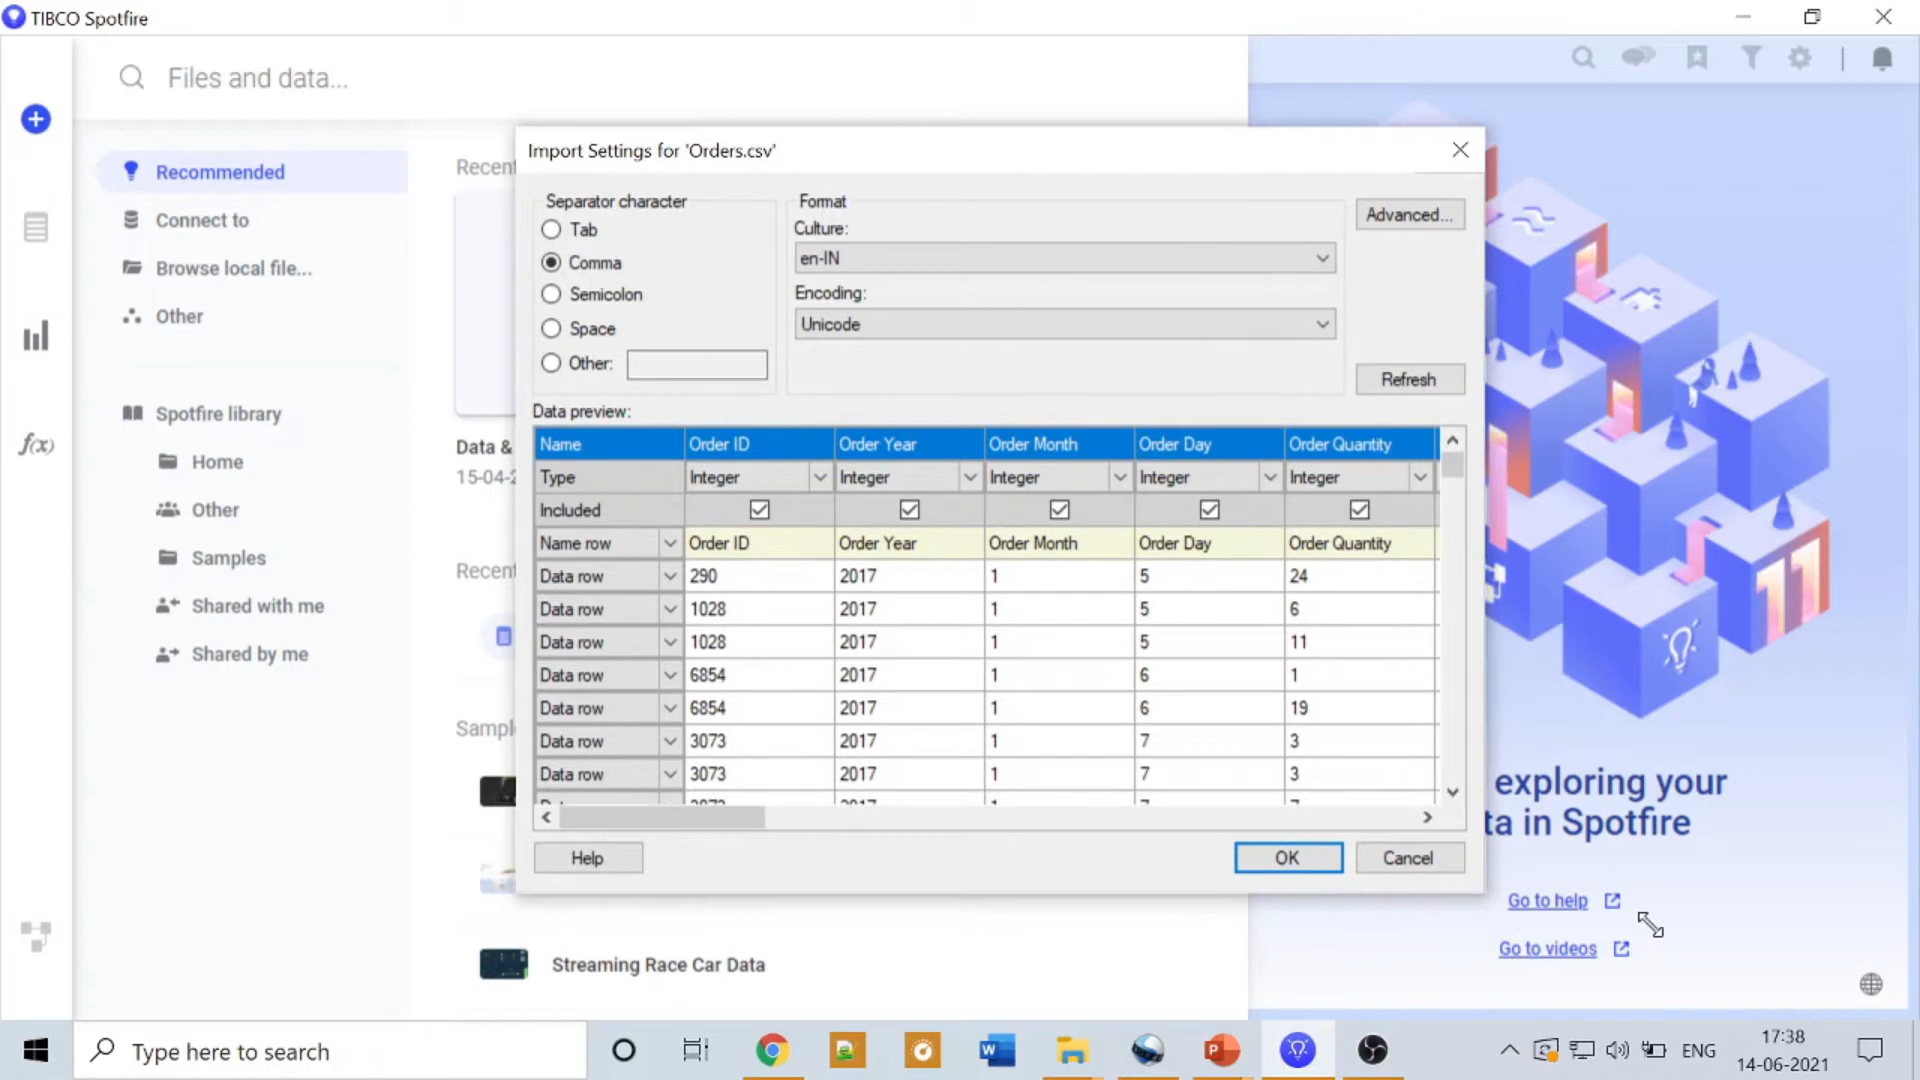 TIBCO Spotfire
Files and data...
Recommended
Connect to
Browse local file...
Other
Spotfire library
Home
Other
Samples
Shared with me
Shared by me
Recent
Data &
15-04-2
Recent
Sampl
Streaming Race Car Data
Import Settings for 'Orders.csv'
Separator character
Tab
Comma
Semicolon
Space
Other:
Format
Culture:
en-IN
Encoding:
Unicode
Advanced...
Refresh
Data preview:
Name Order ID Order Year Order Month Order Day Order Quantity
Type Integer Integer Integer Integer Integer
Included
Name row Order ID Order Year Order Month Order Day Order Quantity
Data row 290 2017 1 5 24
Data row 1028 2017 1 5 6
Data row 1028 2017 1 5 11
Data row 6854 2017 1 6 1
Data row 6854 2017 1 6 19
Data row 3073 2017 1 7 3
Data row 3073 2017 1 7 3
Help
OK
Cancel
exploring your
ta in Spotfire
Go to help
Go to videos
f(x)
Type here to search
ENG
17:38
14-06-2021